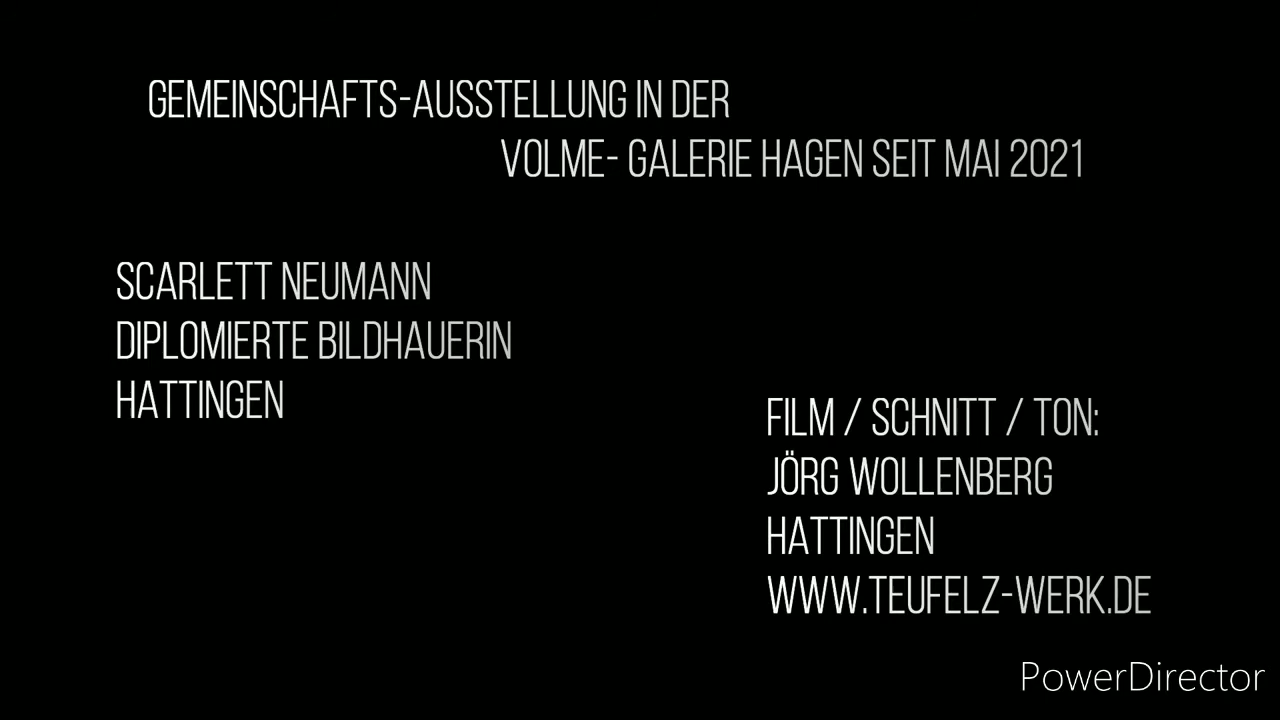 GEMEINSCHAFTS-AUSSTELLUNG IN DER
VOLME- GALERIE HAGEN SEIT MAI 2021
SCARLETT NEUMANN
DIPLOMIERTE BILDHAUERIN
HATTINGEN
FILM / SCHNITT / TON:
JÖRG WOLLENBERG
HATTINGEN
WWW.TEUFELZ-WERK.DE
PowerDirector